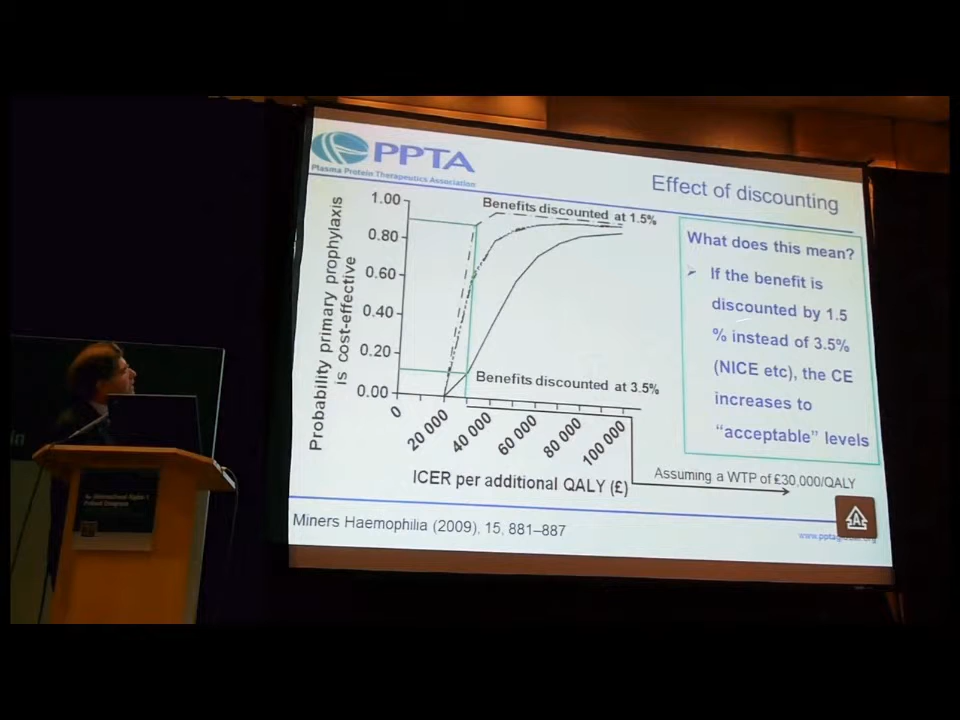 PPTA
Plasma Protein Therapeutics Association
Effect of discounting
Probability primary prophylaxis
is cost-effective
1.00
0.80
0.60
0.40
0.20
0.00
Benefits discounted at 1.5%
Benefits discounted at 3.5%
0
20 000
40 000
60 000
80 000
100 000
ICER per additional QALY (£)
What does this mean?
If the benefit is
discounted by 1.5
% instead of 3.5%
(NICE etc), the CE
increases to
“acceptable” levels
Assuming a WTP of £30,000/QALY
Miners Haemophilia (2009), 15, 881–887
in